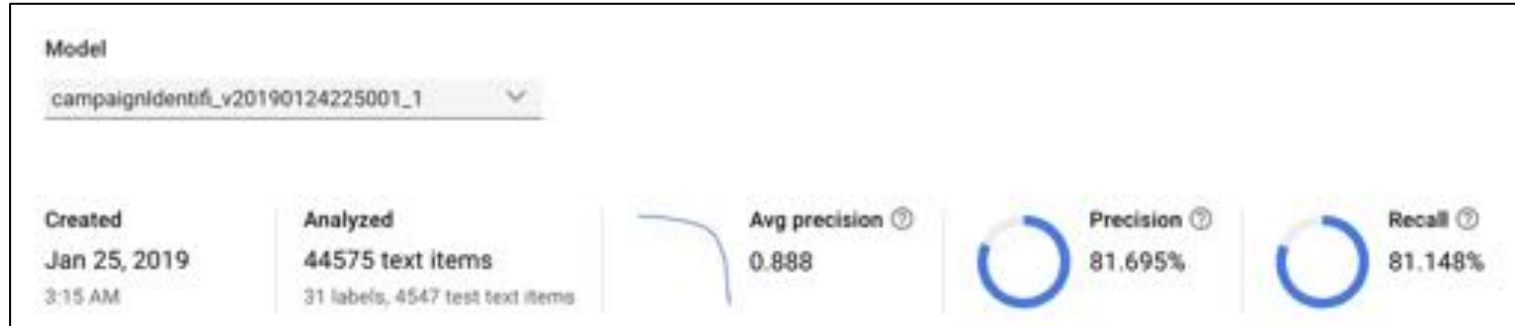 Model
campaignIdentifi_v20190124225001_1
Created
Jan 25, 2019
3:15 AM
Analyzed
44575 text items
31 labels, 4547 test text items
Avg precision
0.888
Precision
81.695%
Recall
81.148%